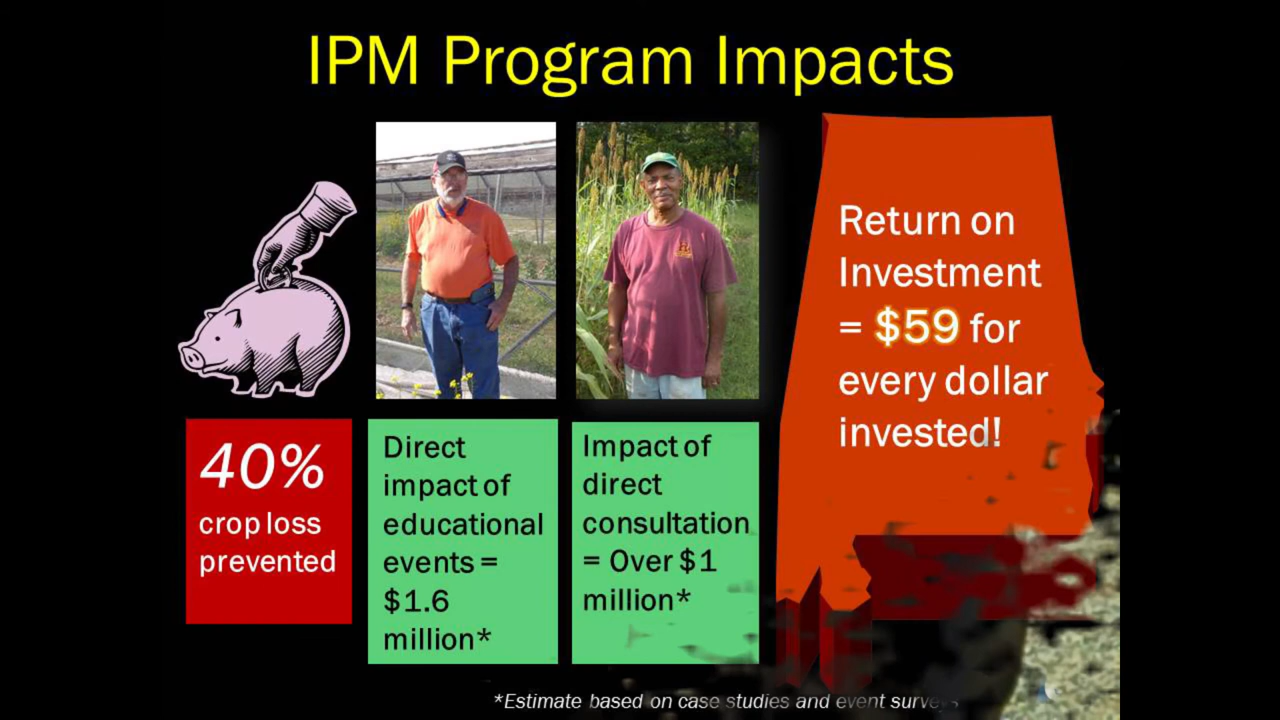 IPM Program Impacts
40%
crop loss
prevented
Direct
impact of
educational
events =
$1.6
million*
Impact of
direct
consultation
= Over $1
million*
Return on
Investment
= $59 for
every dollar
invested!
*Estimate based on case studies and event